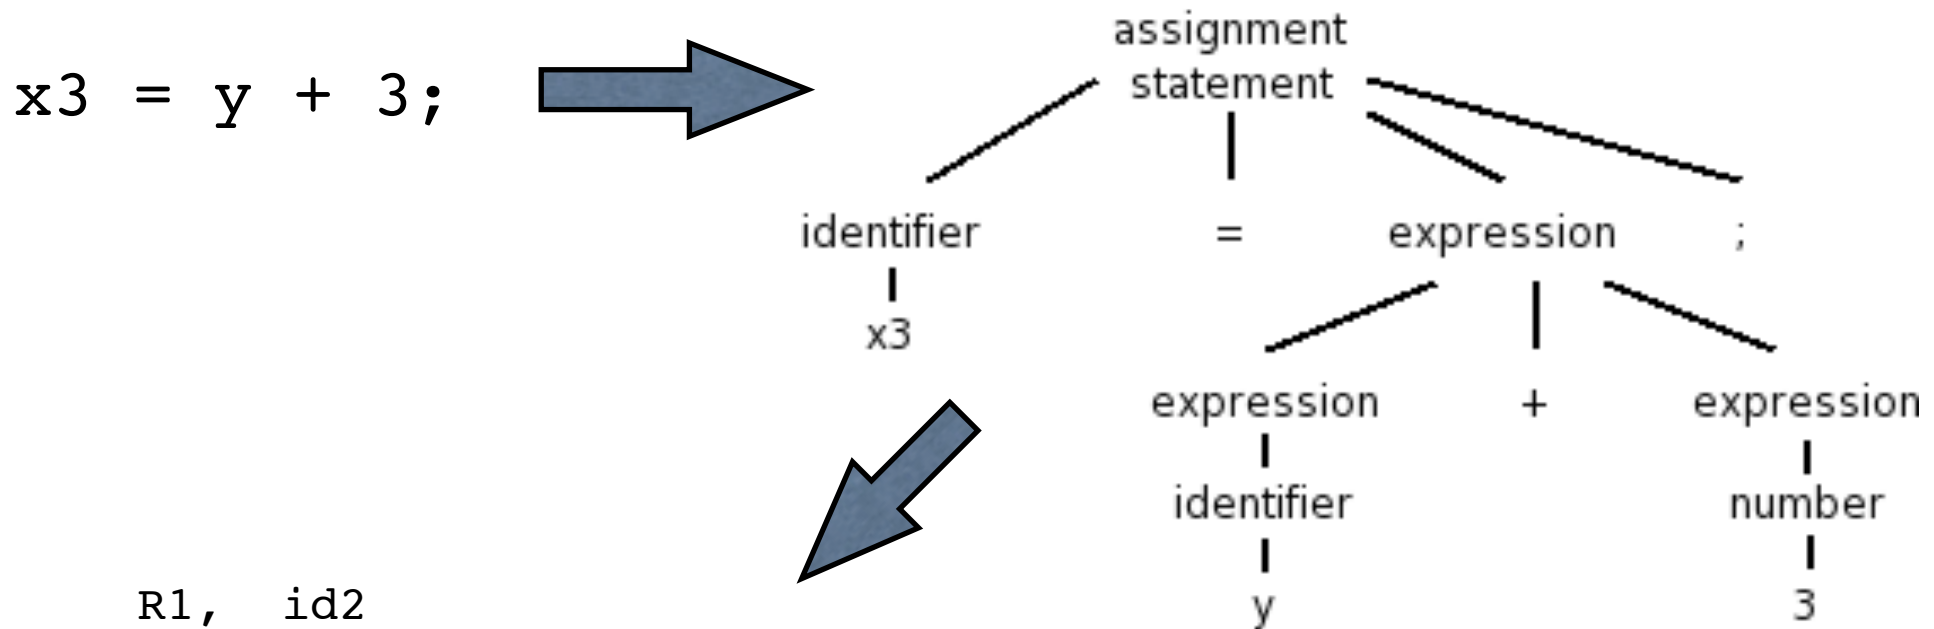 x3 = y + 3;
assignment
statement
identifier = expression ;
x3
expression + expression
identifier number
y 3
R1, id2